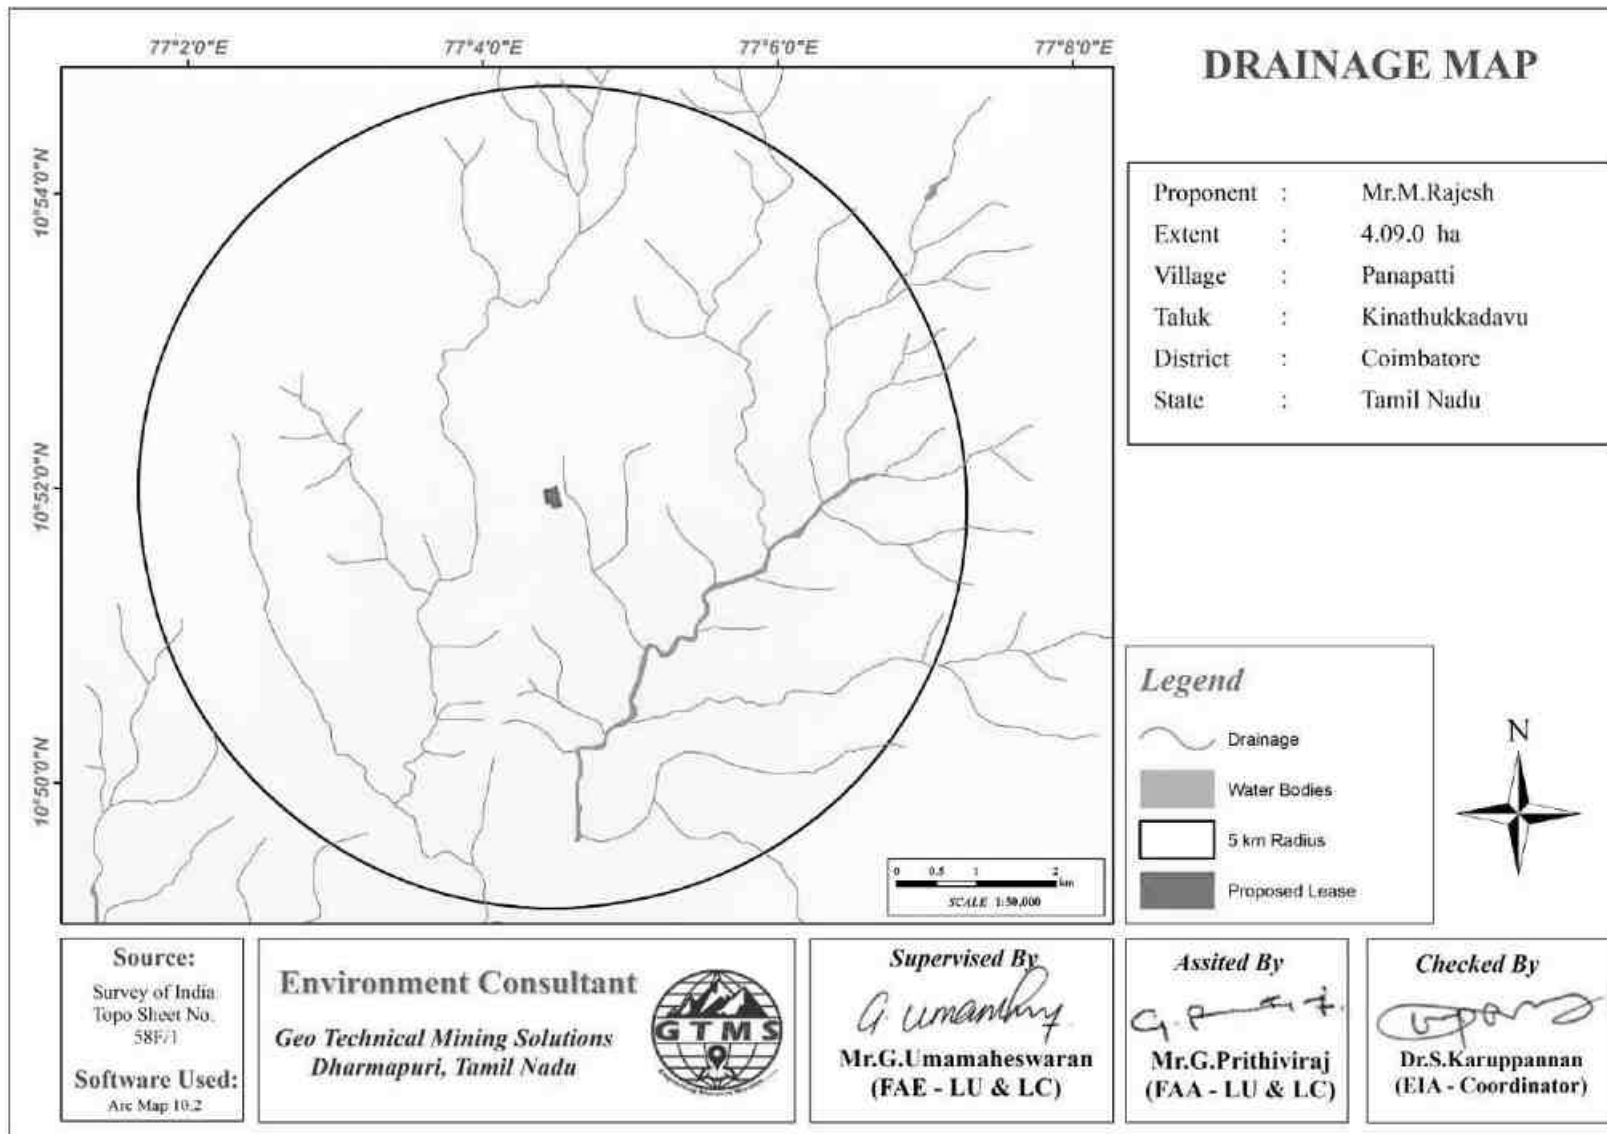 77°2'0"E
77°4'0"E
77°6'0"E
77°8'0"E
10°54'0"N
10°52'0"N
10°50'0"N
0 0.5 1 2
km
SCALE 1:50,000
DRAINAGE MAP
Proponent : Mr.M.Rajesh
Extent : 4.09.0 ha
Village : Panapatti
Taluk : Kinathukkadavu
District : Coimbatore
State : Tamil Nadu
Legend
Drainage
Water Bodies
5 km Radius
Proposed Lease
N
Source:
Survey of India
Topo Sheet No.
58F/1
Software Used:
Arc Map 10.2
Environment Consultant
Geo Technical Mining Solutions
Dharmapuri, Tamil Nadu
GTMS
Supervised By
G. Umamhry
Mr.G.Umamaheswaran
(FAE - LU & LC)
Assited By
Mr.G.Prithiviraj
(FAA - LU & LC)
Checked By
Dr.S.Karuppannan
(EIA - Coordinator)